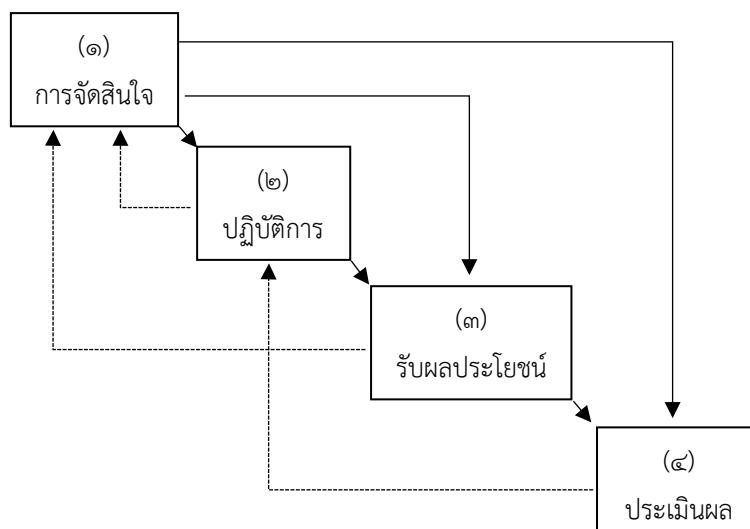 (๑)
การจัดสินใจ
(๒)
ปฏิบัติการ
(๓)
รับผลประโยชน์
(๔)
ประเมินผล